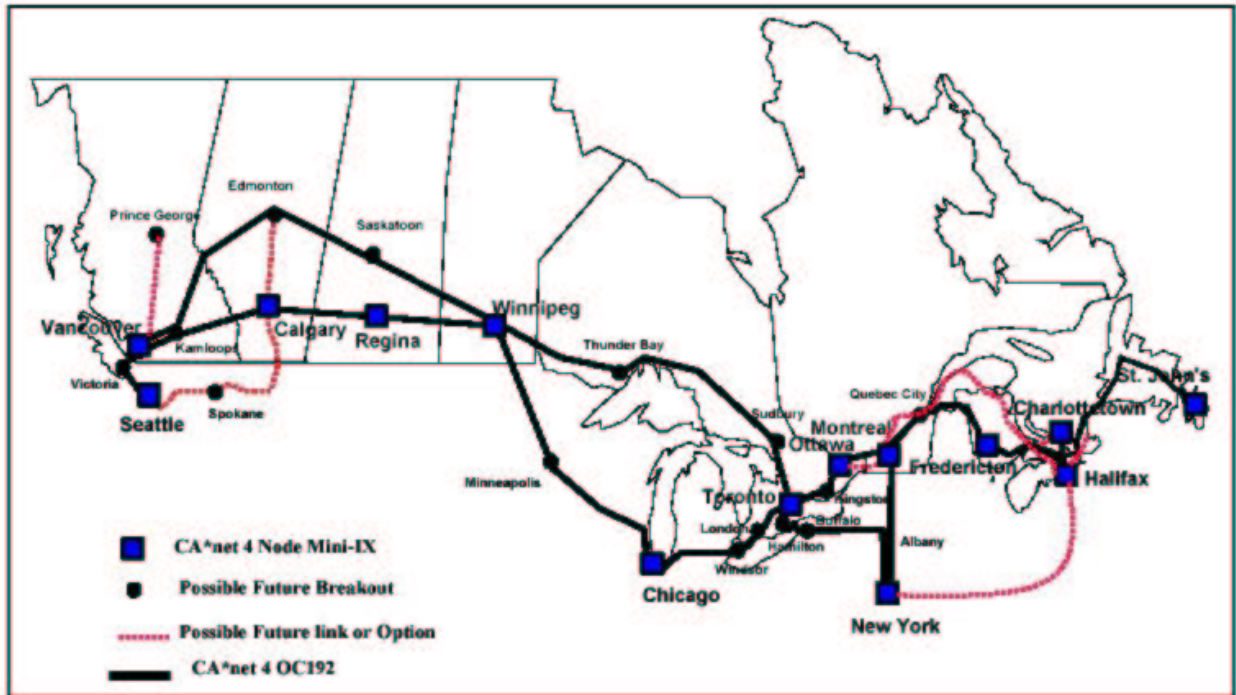 Edmonton
Prince George
Saskatoon
Vancouver
Kamloops
Calgary
Regina
Winnipeg
Victoria
Seattle
Spokane
Thunder Bay
Minneapolis
Sudbury
Ottawa
Montreal
Quebec City
St. John's
Charlottetown
Fredericton
Halifax
Toronto
Kingston
London
Buffalo
Hamilton
Windsor
Albany
Chicago
New York
CA*net 4 Node Mini-IX
Possible Future Breakout
Possible Future link or Option
CA*net 4 OC192